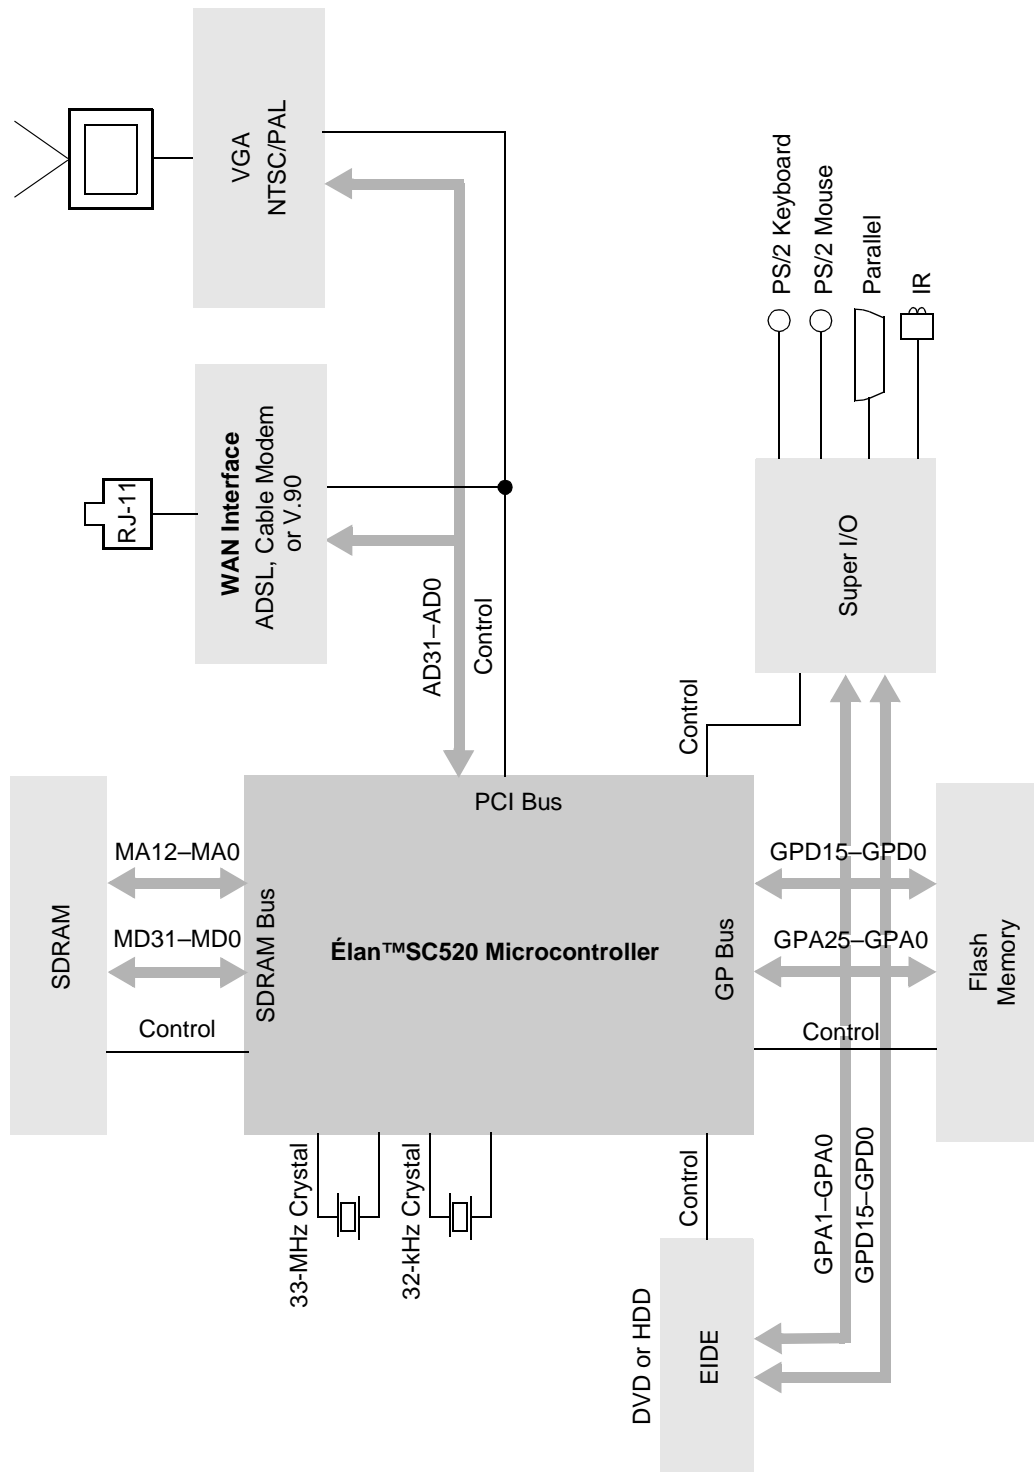 VGA
NTSC/PAL
RJ-11
WAN Interface
ADSL, Cable Modem
or V.90
PS/2 Keyboard
PS/2 Mouse
Parallel
IR
Super I/O
AD31–AD0
Control
Control
SDRAM
MA12–MA0
MD31–MD0
Control
SDRAM Bus
PCI Bus
Élan™SC520 Microcontroller
GP Bus
GPD15–GPD0
GPA25–GPA0
Control
Flash
Memory
33-MHz Crystal
32-kHz Crystal
Control
GPA1–GPA0
GPD15–GPD0
DVD or HDD
EIDE